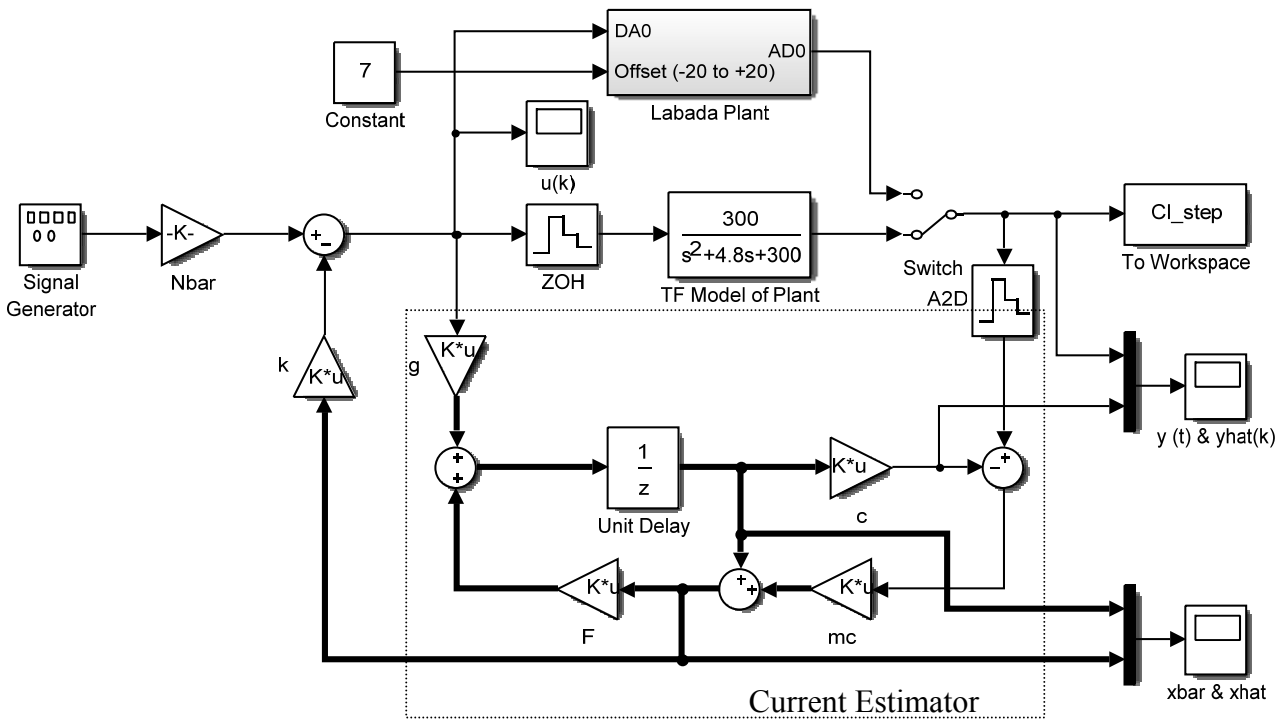 DA0
AD0
Offset (-20 to +20)
Labada Plant
7
Constant
u(k)
Signal
Generator
-K-
Nbar
+
-
ZOH
300
s2+4.8s+300
TF Model of Plant
Switch
Cl_step
To Workspace
A2D
k
K*u
g
K*u
y (t) & yhat(k)
+
+
1
z
Unit Delay
K*u
c
-
+
K*u
F
+
+
K*u
mc
xbar & xhat
Current Estimator